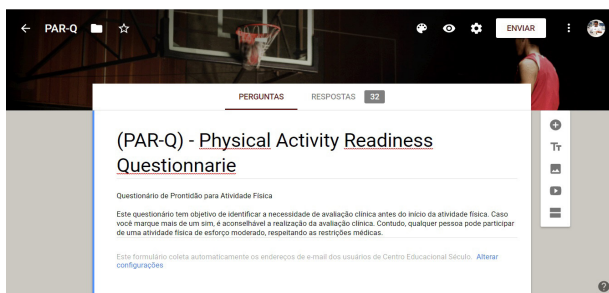 PAR-Q
ENVIAR
PERGUNTAS RESPOSTAS 32
(PAR-Q) - Physical Activity Readiness
Questionnarie
Questionário de Prontidão para Atividade Física
Este questionário tem objetivo de identificar a necessidade de avaliação clínica antes do início da atividade física. Caso
você marque mais de um sim, é aconselhável a realização da avaliação clínica. Contudo, qualquer pessoa pode participar
de uma atividade física de esforço moderado, respeitando as restrições médicas.
Este formulário coleta automaticamente os endereços de e-mail dos usuários de Centro Educacional Século. Alterar
configurações
Tт
?